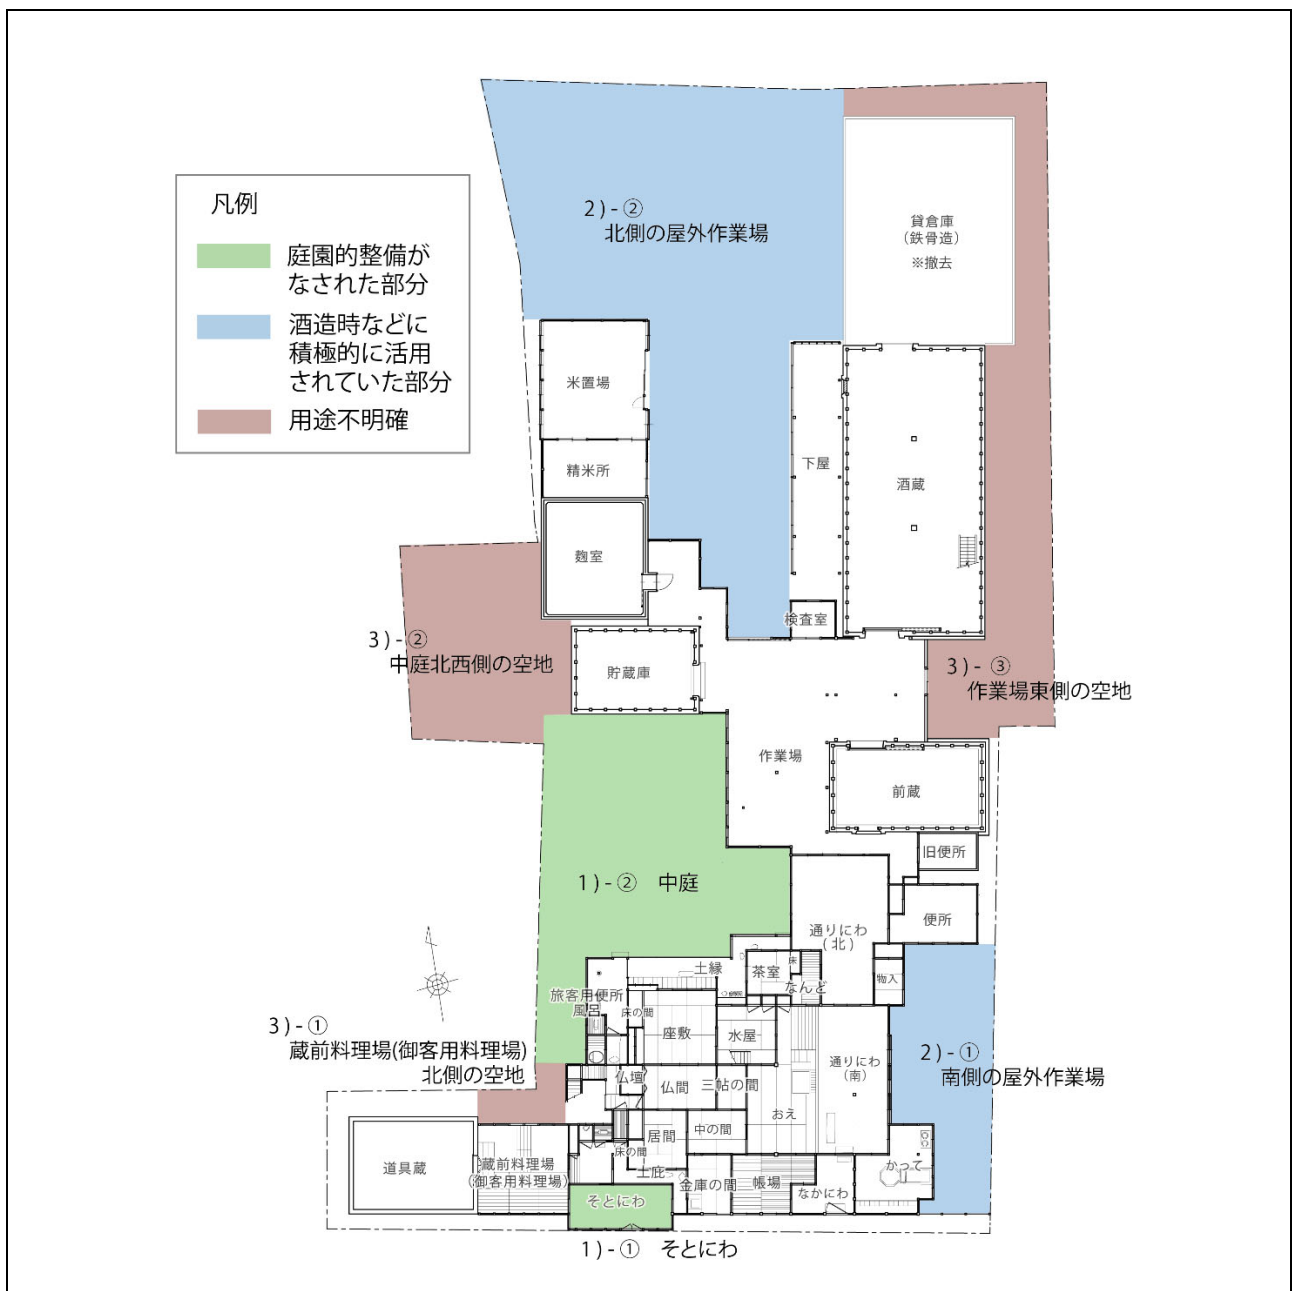 凡例
庭園的整備が
なされた部分
酒造時などに
積極的に活用
されていた部分
用途不明確
2)-②
北側の屋外作業場
貸倉庫
(鉄骨造)
※撤去
米置場
精米所
麹室
下屋
酒蔵
検査室
3)-②
中庭北西側の空地
貯蔵庫
3)-③
作業場東側の空地
作業場
前蔵
旧便所
1)-② 中庭
便所
通りにわ
(北)
土縁
茶室
床
なんど
物入
旅客用便所
風呂
床の間
座敷
水屋
3)-①
蔵前料理場(御客用料理場)
北側の空地
通りにわ
(南)
2)-①
南側の屋外作業場
仏壇
仏間
三帖の間
おえ
居間
中の間
床の間
土庇
道具蔵
蔵前料理場
(御客用料理場)
金庫の間
帳場
なかにわ
かって
そとにわ
1)-① そとにわ